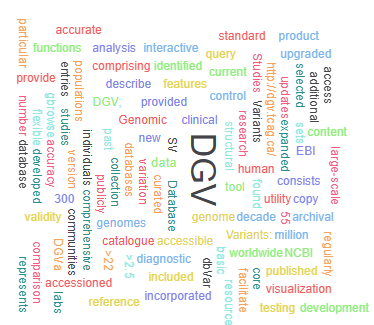 particular
accurate
standard
product
functions
analysis
interactive
query
upgraded
populations
entries
comprising
identified
current
Studies
http://dgv.tcag.ca/
selected
additional
access
provide
describe
features
updates
expanded
gbrowse
DGV;
provided
control
Variants
number
database
flexible
developed
accuracy
studies
Genomic
clinical
structural
research
sets
content
past
new
SV
DGV
EBI
large-scale
version
individuals
comprehensive
publicly
collection
databases
variation
data
curated
Database
human
tool
found
consists
300
utility
copy
validity
communities
genomes
genome
decade
55
archival
DGVa
catalogue
accessible
Variants:
million
regularly
>22
>2.5
diagnostic
dbVar
basic
worldwide
NCBI
represents
comparison
accessioned
labs
included
resource
facilitate
core
published
visualization
reference
incorporated
testing
development